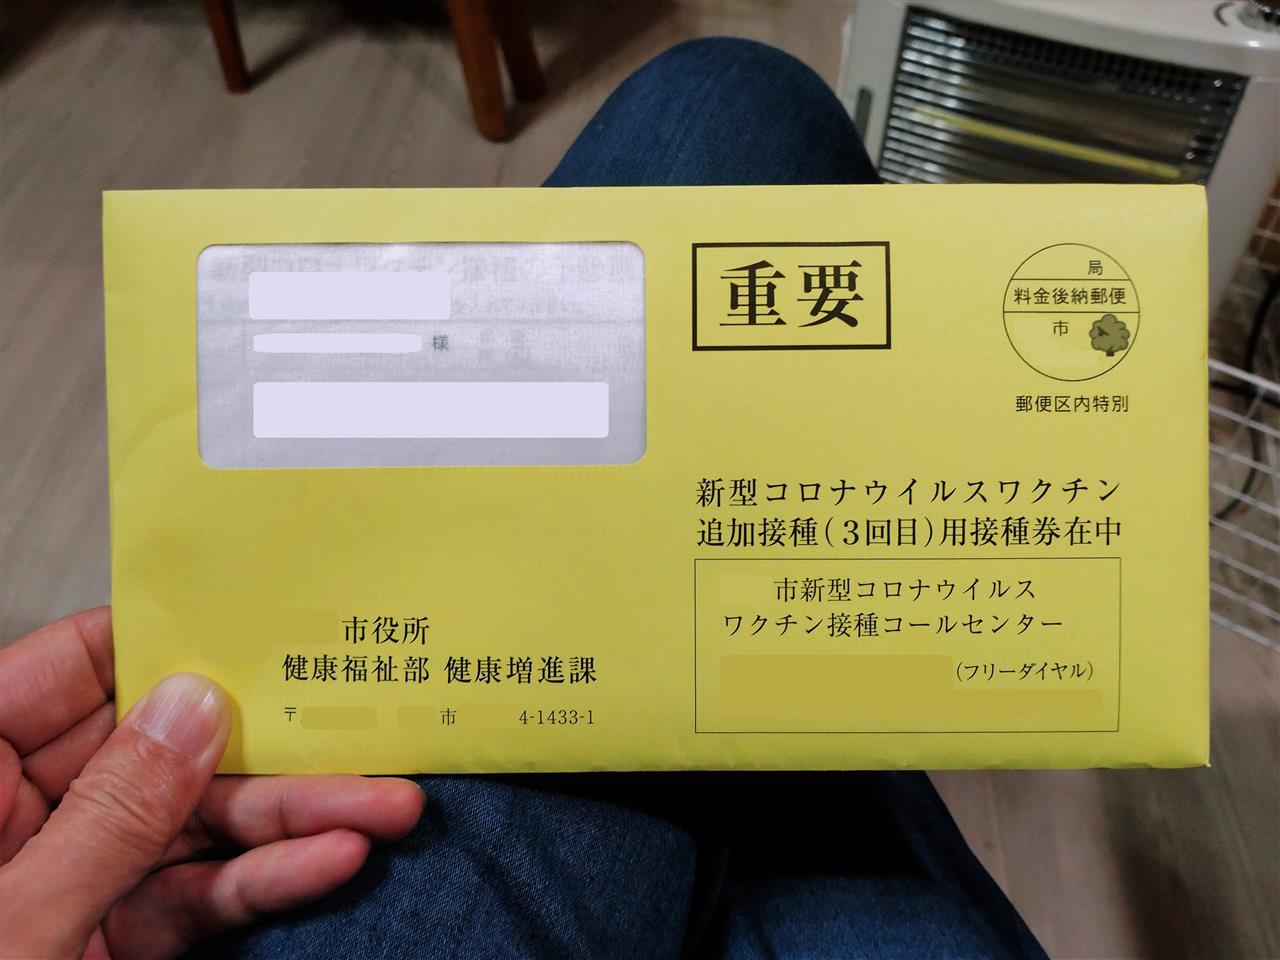 様
重要
局
料金後納郵便
市
郵便区内特別
新型コロナウイルスワクチン
追加接種(3回目)用接種券在中
市新型コロナウイルス
ワクチン接種コールセンター
(フリーダイヤル)
市役所
健康福祉部 健康増進課
〒 市 4-1433-1